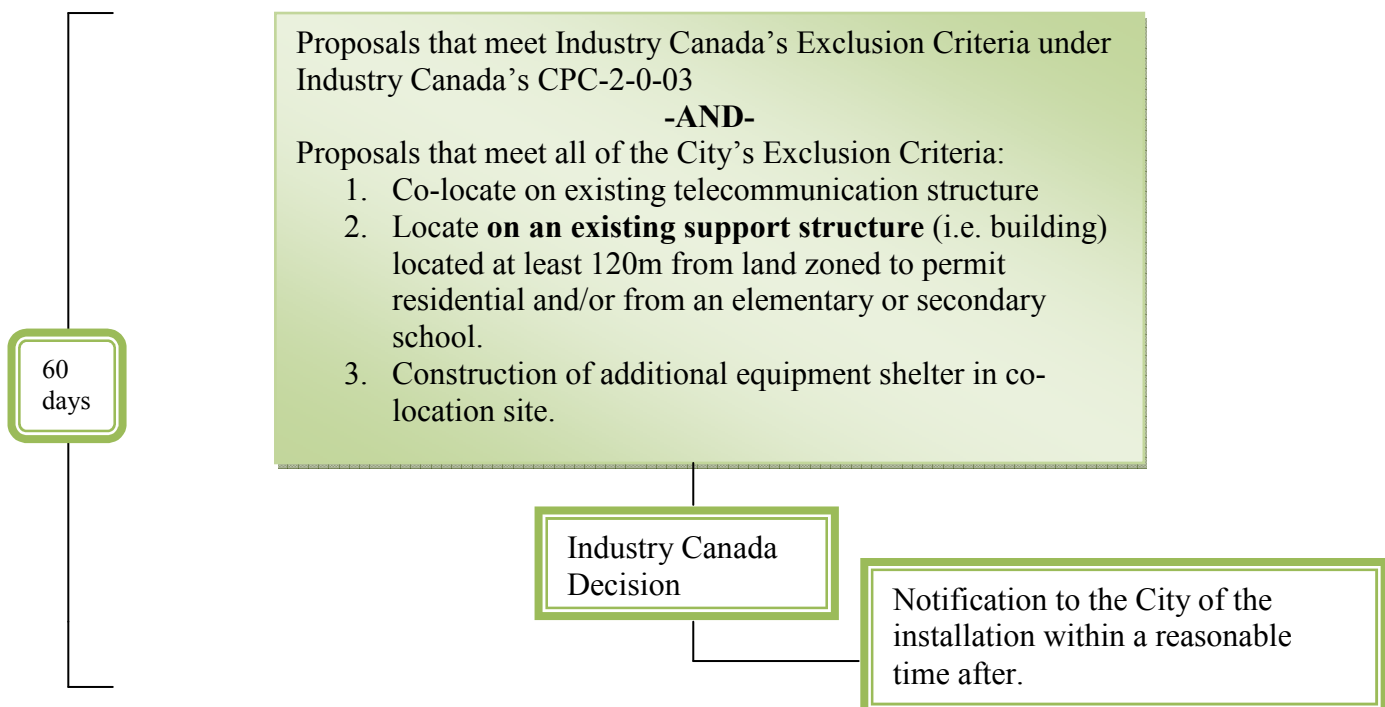 Proposals that meet Industry Canada’s Exclusion Criteria under
Industry Canada’s CPC-2-0-03
-AND-
Proposals that meet all of the City’s Exclusion Criteria:
1. Co-locate on existing telecommunication structure
2. Locate on an existing support structure (i.e. building)
located at least 120m from land zoned to permit
residential and/or from an elementary or secondary
school.
3. Construction of additional equipment shelter in co-
location site.
60
days
Industry Canada
Decision
Notification to the City of the
installation within a reasonable
time after.